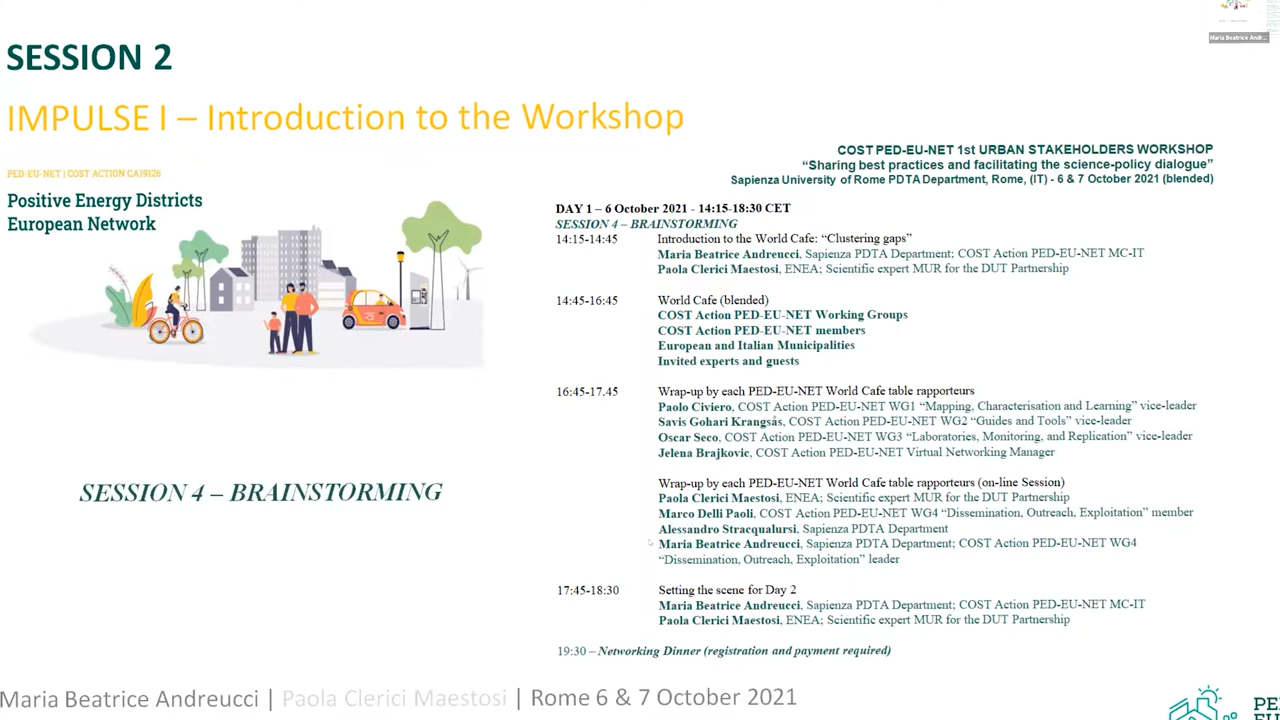 Maria Beatrice Andr...
SESSION 2
IMPULSE I – Introduction to the Workshop
PED-EU-NET | COST ACTION CA19126
Positive Energy Districts
European Network
SESSION 4 – BRAINSTORMING
COST PED-EU-NET 1st URBAN STAKEHOLDERS WORKSHOP
“Sharing best practices and facilitating the science-policy dialogue”
Sapienza University of Rome PDTA Department, Rome, (IT) - 6 & 7 October 2021 (blended)
DAY 1 – 6 October 2021 - 14:15-18:30 CET
SESSION 4 – BRAINSTORMING
14:15-14:45 Introduction to the World Cafe: “Clustering gaps”
Maria Beatrice Andreucci, Sapienza PDTA Department; COST Action PED-EU-NET MC-IT
Paola Clerici Maestosi, ENEA; Scientific expert MUR for the DUT Partnership
14:45-16:45 World Cafe (blended)
COST Action PED-EU-NET Working Groups
COST Action PED-EU-NET members
European and Italian Municipalities
Invited experts and guests
16:45-17.45 Wrap-up by each PED-EU-NET World Cafe table rapporteurs
Paolo Civiero, COST Action PED-EU-NET WG1 “Mapping, Characterisation and Learning” vice-leader
Savis Gohari Krangsås, COST Action PED-EU-NET WG2 “Guides and Tools” vice-leader
Oscar Seco, COST Action PED-EU-NET WG3 “Laboratories, Monitoring, and Replication” vice-leader
Jelena Brajkovic, COST Action PED-EU-NET Virtual Networking Manager
Wrap-up by each PED-EU-NET World Cafe table rapporteurs (on-line Session)
Paola Clerici Maestosi, ENEA; Scientific expert MUR for the DUT Partnership
Marco Delli Paoli, COST Action PED-EU-NET WG4 “Dissemination, Outreach, Exploitation” member
Alessandro Stracqualursi, Sapienza PDTA Department
Maria Beatrice Andreucci, Sapienza PDTA Department; COST Action PED-EU-NET WG4
“Dissemination, Outreach, Exploitation” leader
17:45-18:30 Setting the scene for Day 2
Maria Beatrice Andreucci, Sapienza PDTA Department; COST Action PED-EU-NET MC-IT
Paola Clerici Maestosi, ENEA; Scientific expert MUR for the DUT Partnership
19:30 – Networking Dinner (registration and payment required)
Maria Beatrice Andreucci | Paola Clerici Maestosi | Rome 6 & 7 October 2021